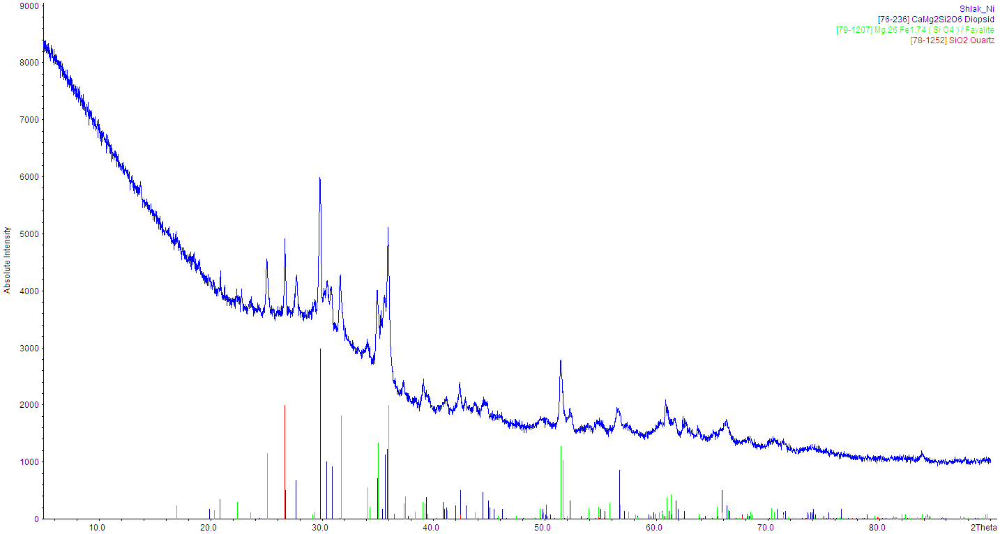 9000
Shlak_Ni
[76-236] CaMg2Si2O6 Diopsid
[79-1207] Mg.26 Fe1.74 ( Si O4 ) / Fayalite
[78-1252] SiO2 Quartz
8000
7000
6000
5000
Absolute Intensity
4000
3000
2000
1000
0
10.0 20.0 30.0 40.0 50.0 60.0 70.0 80.0 2Theta